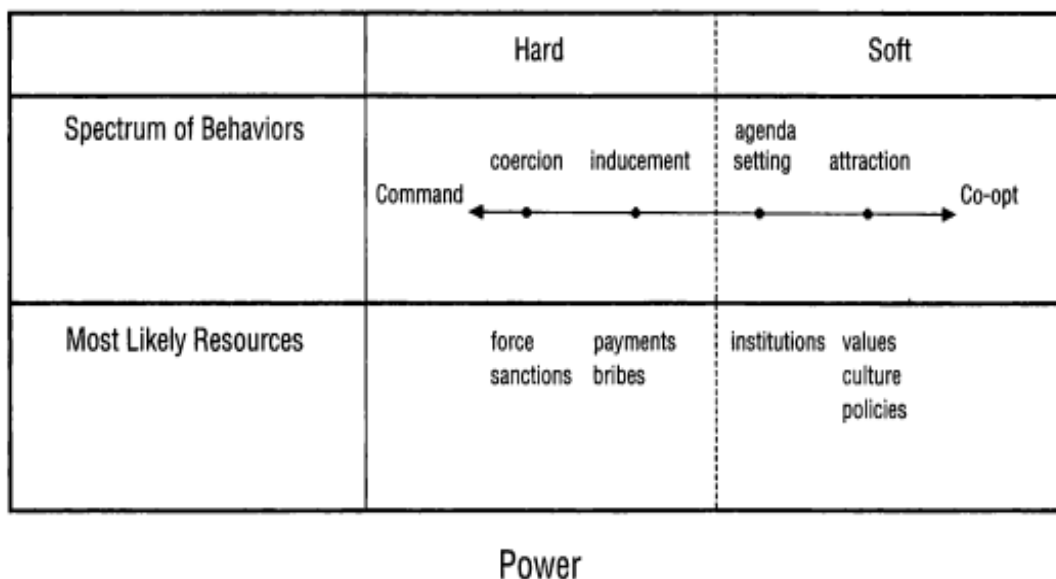 Hard
Soft
Spectrum of Behaviors
coercion
inducement
agenda
setting
attraction
Command
Co-opt
Most Likely Resources
force
sanctions
payments
bribes
institutions
values
culture
policies
Power